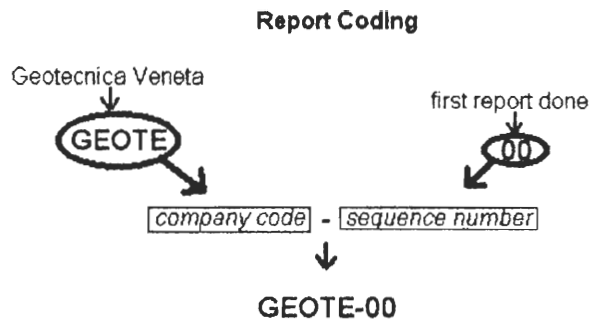 Report Coding
Geotecnica Veneta
first report done
GEOTE
00
company code - sequence number
GEOTE-00